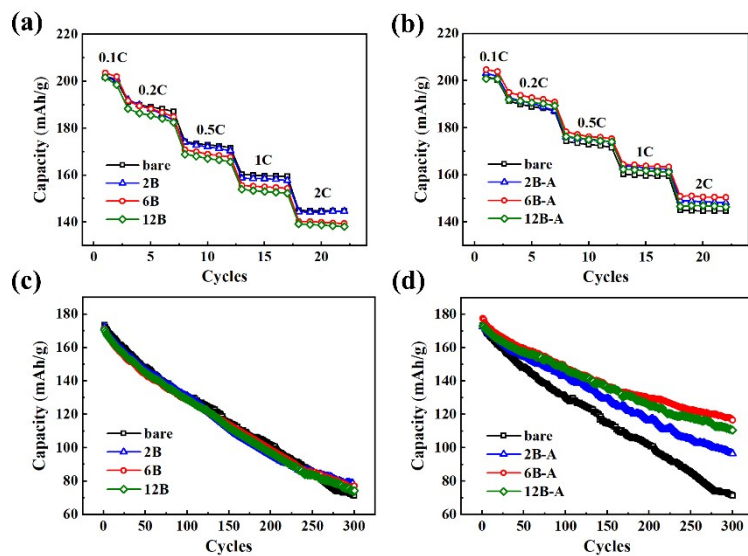 (a)
220
200
180
160
140
Capacity (mAh/g)
0.1C
0.2C
0.5C
1C
2C
bare
2B
6B
12B
0 5 10 15 20
Cycles
(b)
220
200
180
160
140
Capacity (mAh/g)
0.1C
0.2C
0.5C
1C
2C
bare
2B-A
6B-A
12B-A
0 5 10 15 20
Cycles
(c)
180
160
140
120
100
80
60
Capacity (mAh/g)
bare
2B
6B
12B
0 50 100 150 200 250 300
Cycles
(d)
180
160
140
120
100
80
60
Capacity (mAh/g)
bare
2B-A
6B-A
12B-A
0 50 100 150 200 250 300
Cycles